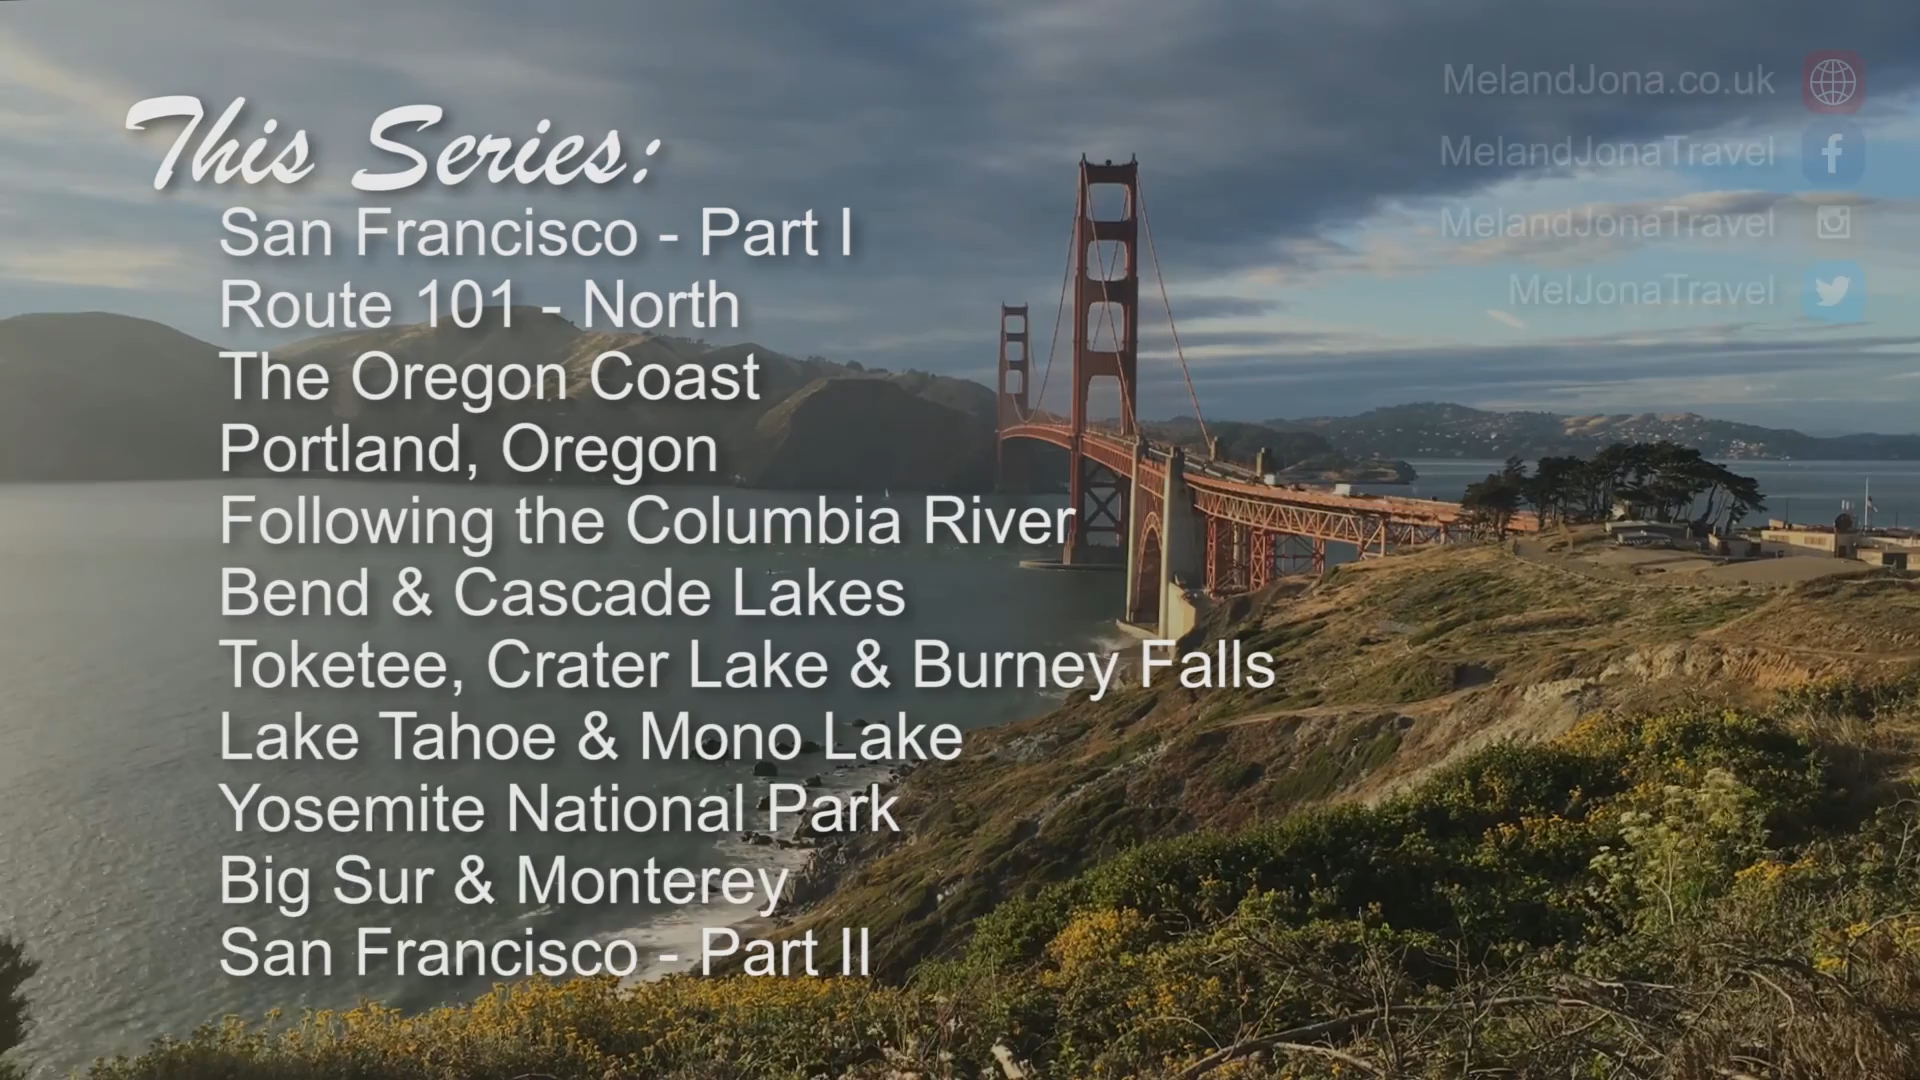 This Series:
San Francisco - Part I
Route 101 - North
The Oregon Coast
Portland, Oregon
Following the Columbia River
Bend & Cascade Lakes
Toketee, Crater Lake & Burney Falls
Lake Tahoe & Mono Lake
Yosemite National Park
Big Sur & Monterey
San Francisco - Part II
MelandJona.co.uk
MelandJonaTravel
MelandJonaTravel
MelJonaTravel